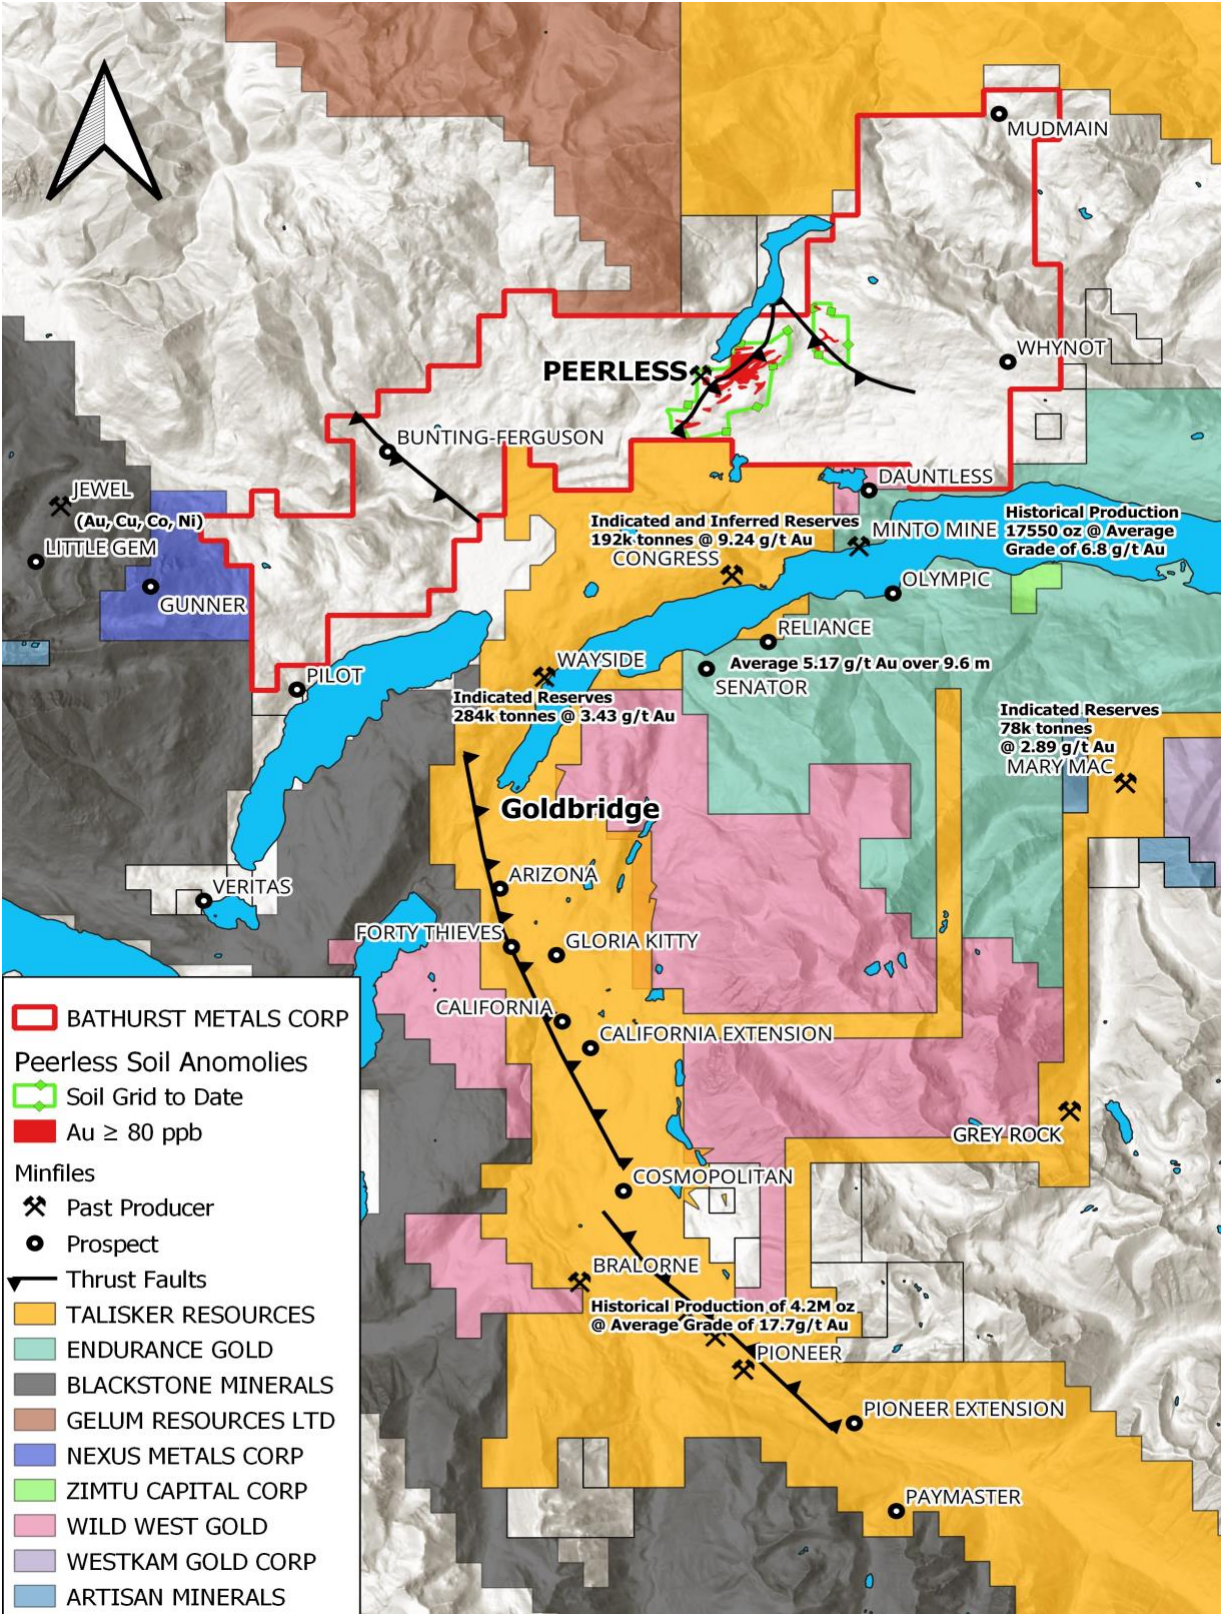 MUDMAIN
WHYNOT
PEERLESS
BUNTING-FERGUSON
JEWEL
(Au, Cu, Co, Ni)
LITTLE GEM
GUNNER
DAUNTLESS
Indicated and Inferred Reserves
192k tonnes @ 9.24 g/t Au
CONGRESS
MINTO MINE
Historical Production
17550 oz @ Average
Grade of 6.8 g/t Au
OLYMPIC
RELIANCE
Average 5.17 g/t Au over 9.6 m
SENATOR
WAYSIDE
Indicated Reserves
284k tonnes @ 3.43 g/t Au
PILOT
Indicated Reserves
78k tonnes
@ 2.89 g/t Au
MARY MAC
Goldbridge
ARIZONA
VERITAS
FORTY THIEVES
GLORIA KITTY
CALIFORNIA
CALIFORNIA EXTENSION
GREY ROCK
COSMOPOLITAN
BRALORNE
Historical Production of 4.2M oz
@ Average Grade of 17.7g/t Au
PIONEER
PIONEER EXTENSION
PAYMASTER
BATHURST METALS CORP
Peerless Soil Anomolies
Soil Grid to Date
Au ≥ 80 ppb
Minfiles
Past Producer
Prospect
Thrust Faults
TALISKER RESOURCES
ENDURANCE GOLD
BLACKSTONE MINERALS
GELUM RESOURCES LTD
NEXUS METALS CORP
ZIMTU CAPITAL CORP
WILD WEST GOLD
WESTKAM GOLD CORP
ARTISAN MINERALS